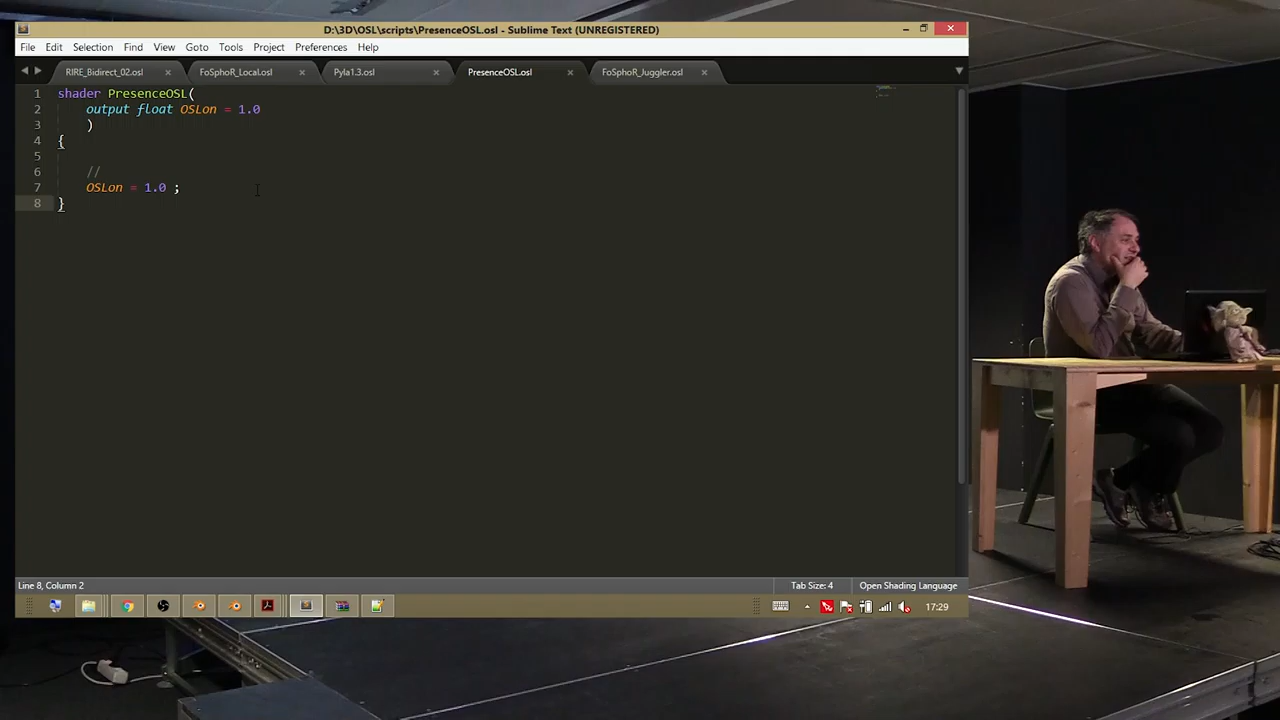 D:\3D\OSL\scripts\PresenceOSL.osl - Sublime Text (UNREGISTERED)
File Edit Selection Find View Goto Tools Project Preferences Help
RIRE_Bidirect_02.osl × FoSphoR_Local.osl × Pyla1.3.osl × PresenceOSL.osl × FoSphoR_Juggler.osl ×
1 shader PresenceOSL(
2 output float OSLon = 1.0
3 )
4 {
5
6 //
7 OSLon = 1.0 ;
8 }
Line 8, Column 2 Tab Size: 4 Open Shading Language
17:29